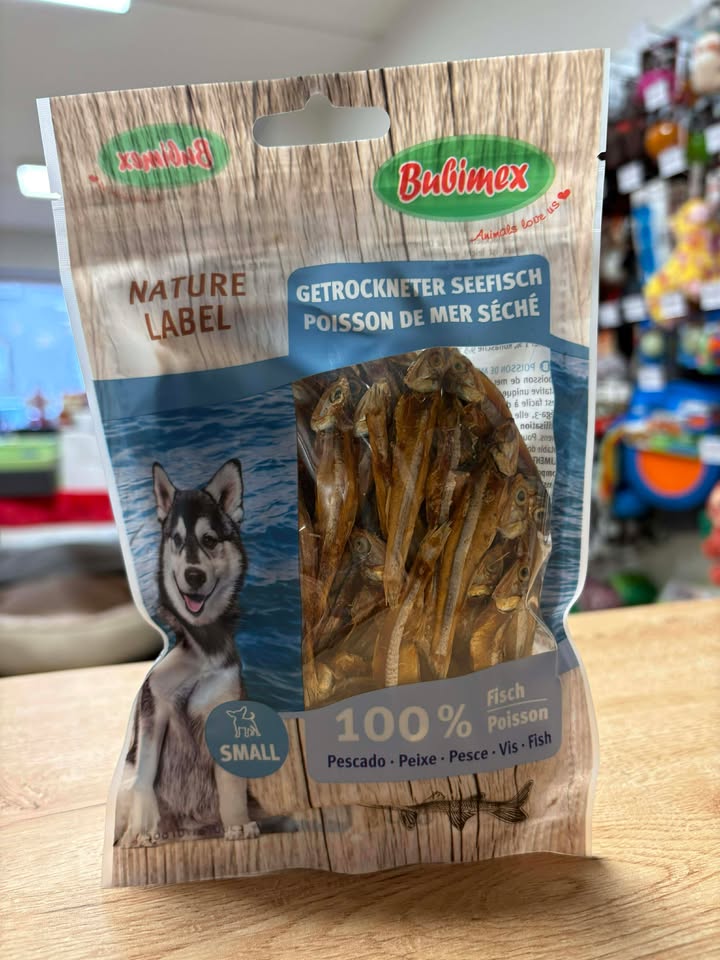 Bubimex
Bubimex
Animals love us
NATURE
LABEL
GETROCKNETER SEEFISCH
POISSON DE MER SÉCHÉ
SMALL
100 %
Fisch
Poisson
Pescado · Peixe · Pesce · Vis · Fish